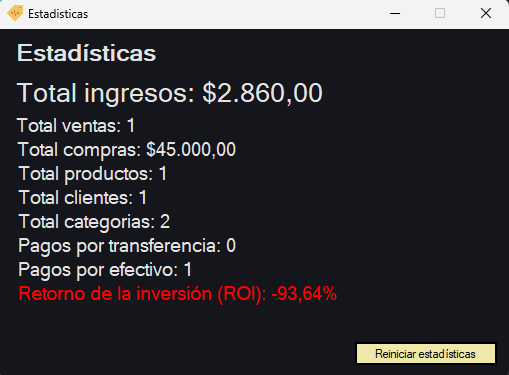 Estadisticas
Estadísticas
Total ingresos: $2.860,00
Total ventas: 1
Total compras: $45.000,00
Total productos: 1
Total clientes: 1
Total categorias: 2
Pagos por transferencia: 0
Pagos por efectivo: 1
Retorno de la inversión (ROI): -93,64%
Reiniciar estadísticas